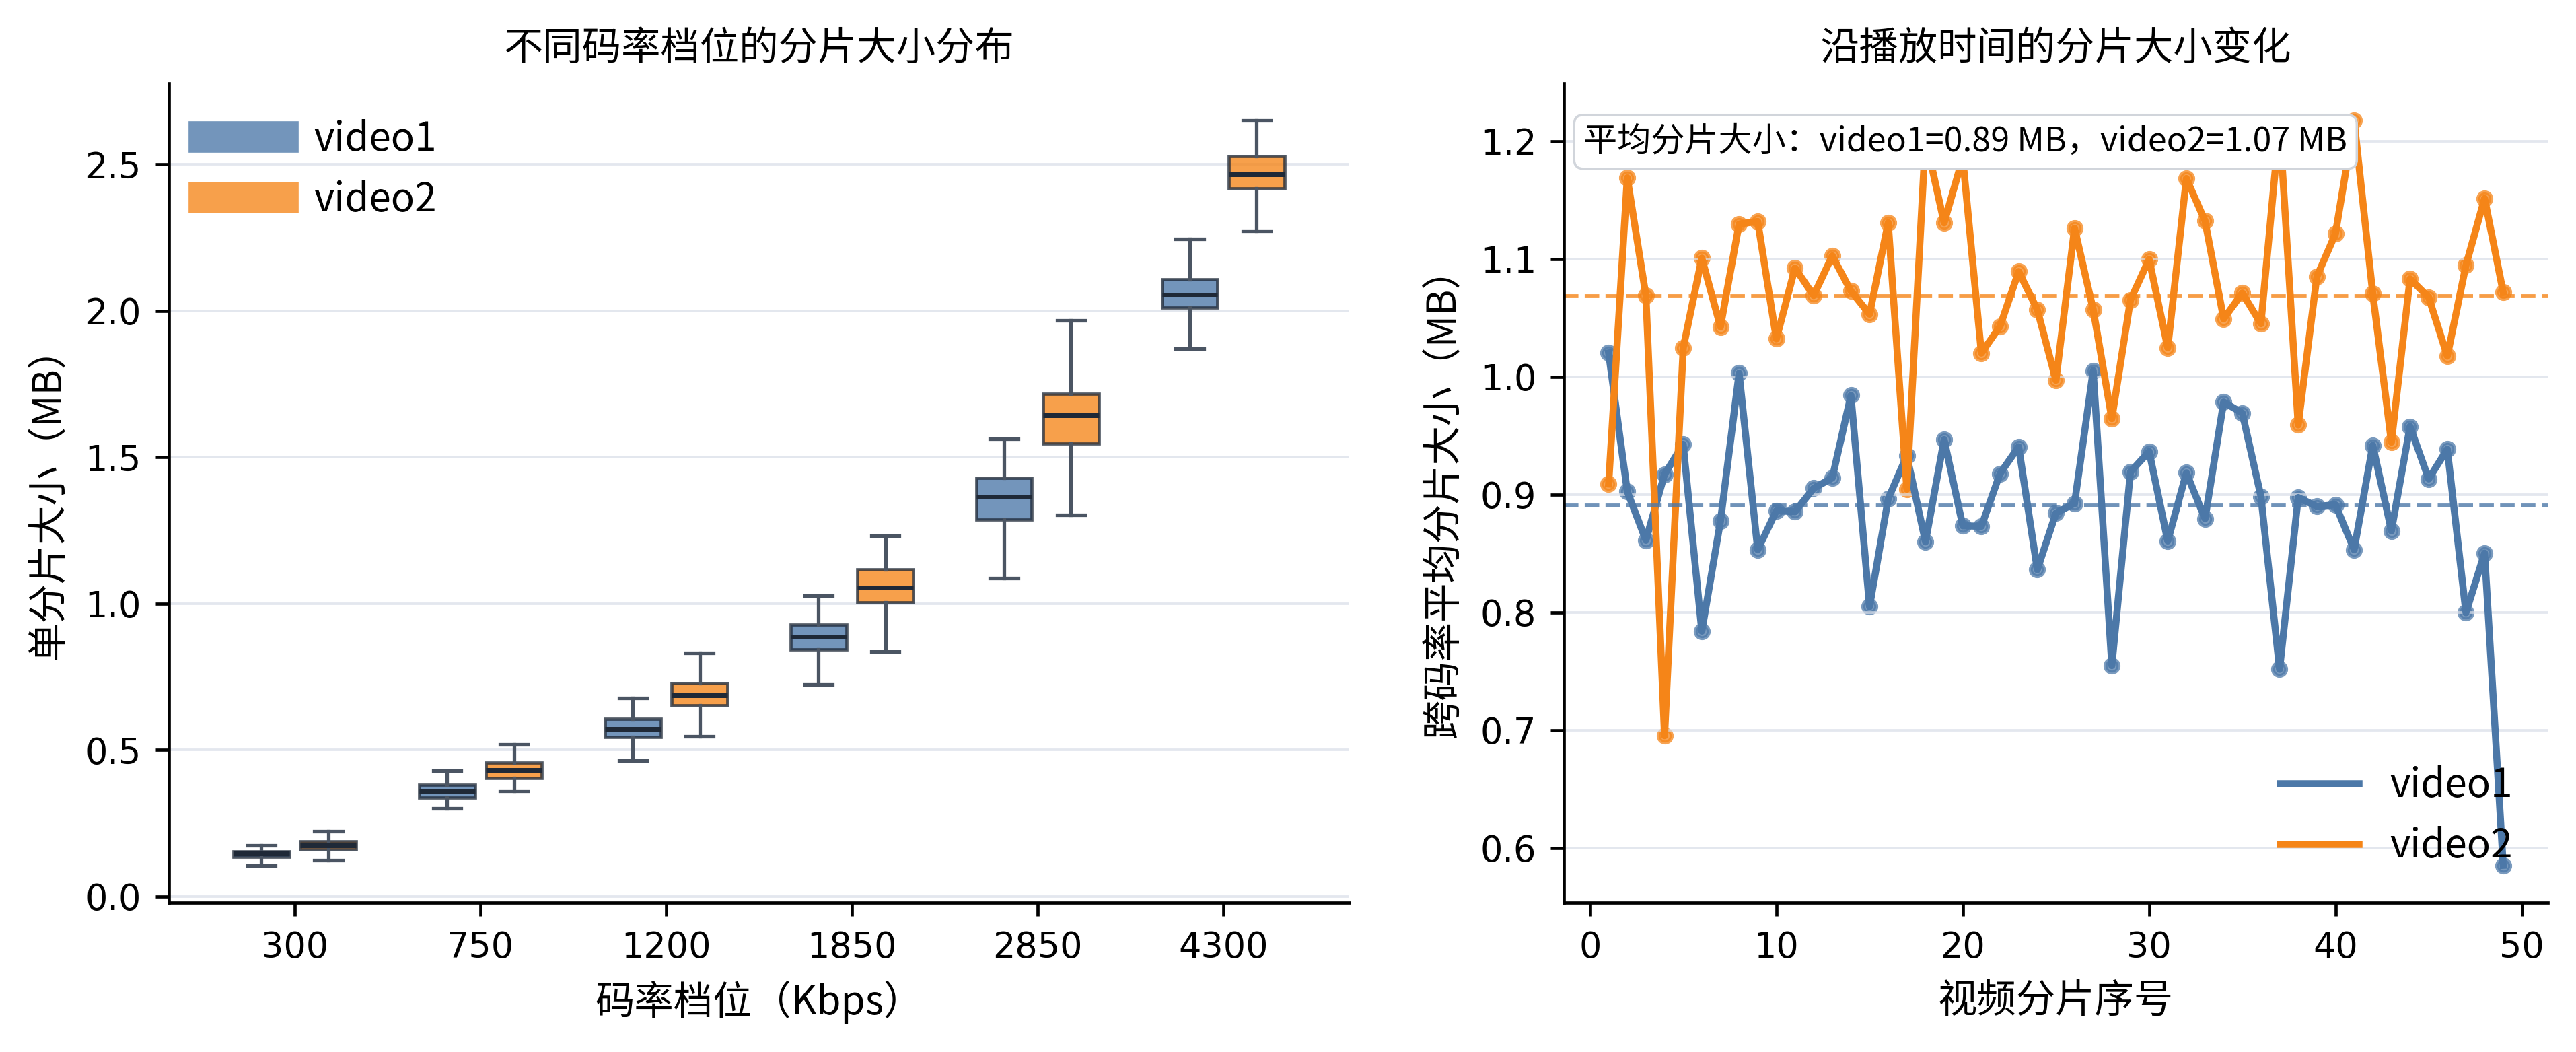 不同码率档位的分片大小分布
video1
video2
单分片大小（MB）
2.5
2.0
1.5
1.0
0.5
0.0
300 750 1200 1850 2850 4300
码率档位（Kbps）
沿播放时间的分片大小变化
平均分片大小：video1=0.89 MB，video2=1.07 MB
跨码率平均分片大小（MB）
1.2
1.1
1.0
0.9
0.8
0.7
0.6
video1
video2
0 10 20 30 40 50
视频分片序号